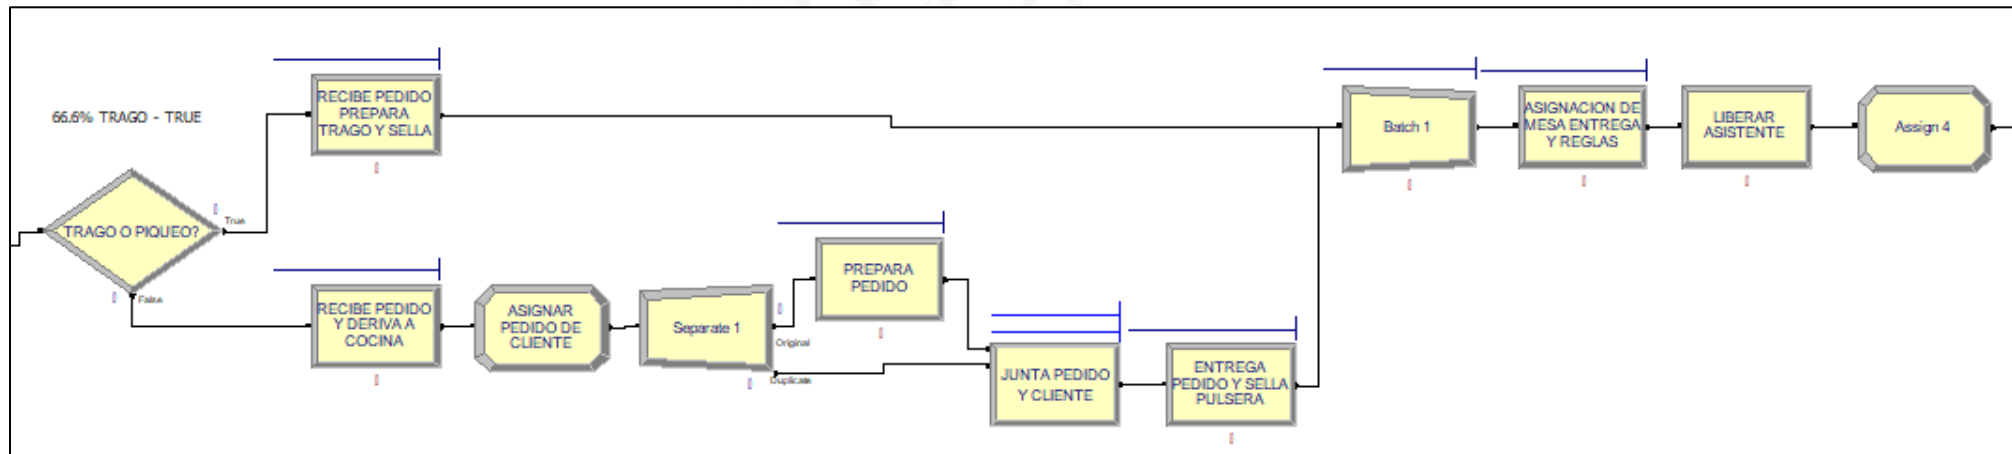 66.6% TRAGO - TRUE
TRAGO O PIQUEO?
True
False
RECIBE PEDIDO
PREPARA
TRAGO Y SELLA
RECIBE PEDIDO
Y DERIVA A
COCINA
ASIGNAR
PEDIDO DE
CLIENTE
Separate 1
Original
Duplicate
PREPARA
PEDIDO
JUNTA PEDIDO
Y CLIENTE
ENTREGA
PEDIDO Y SELLA
PULSERA
Batch 1
ASIGNACION DE
MESA ENTREGA
Y REGLAS
LIBERAR
ASISTENTE
Assign 4